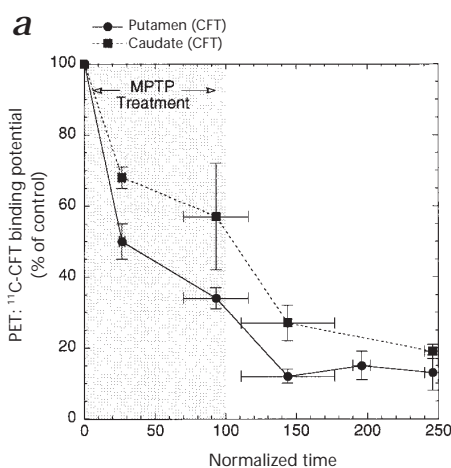 a
Putamen (CFT)
Caudate (CFT)
100
80
60
40
20
0
MPTP
Treatment
PET: ¹¹C-CFT binding potential
(% of control)
0 50 100 150 200 250
Normalized time